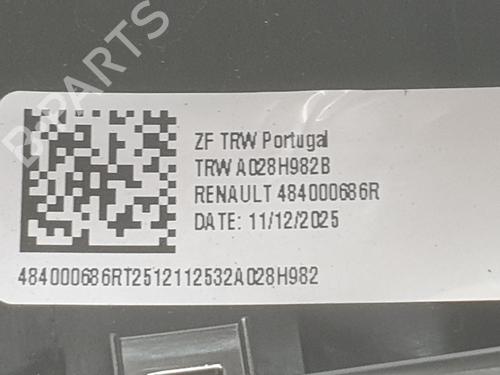 B-PARTS
ZF TRW Portugal
TRW A028H982B
RENAULT 484000686R
DATE: 11/12/2025
484000686RT2512112532A028H982